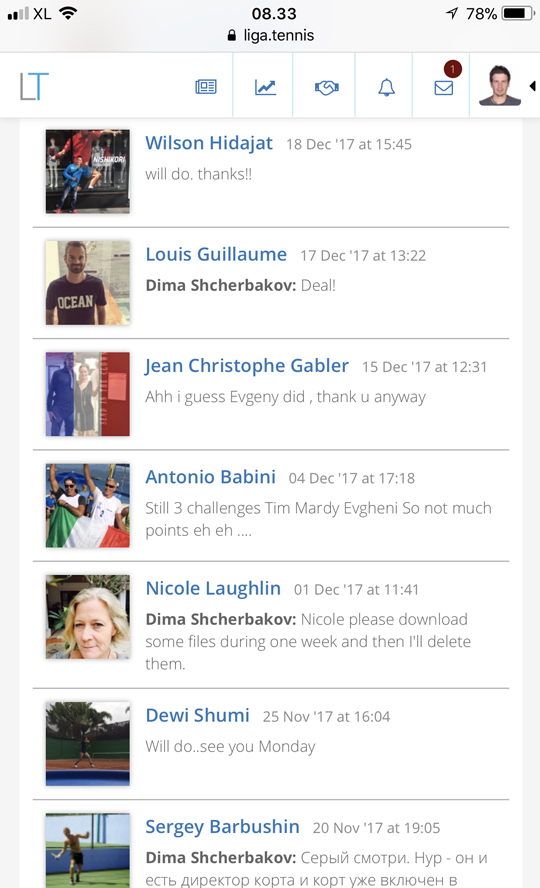 XL 08.33 78%
liga.tennis
LT 1
NISHIKORI
Wilson Hidajat 18 Dec '17 at 15:45
will do. thanks!!
OCEAN
Louis Guillaume 17 Dec '17 at 13:22
Dima Shcherbakov: Deal!
Jean Christophe Gabler 15 Dec '17 at 12:31
Ahh i guess Evgeny did , thank u anyway
Antonio Babini 04 Dec '17 at 17:18
Still 3 challenges Tim Mardy Evgheni So not much
points eh eh ....
Nicole Laughlin 01 Dec '17 at 11:41
Dima Shcherbakov: Nicole please download
some files during one week and then I'll delete
them.
Dewi Shumi 25 Nov '17 at 16:04
Will do..see you Monday
Sergey Barbushin 20 Nov '17 at 19:05
Dima Shcherbakov: Серый смотри. Нур - он и
есть директор корта и корт уже включен в